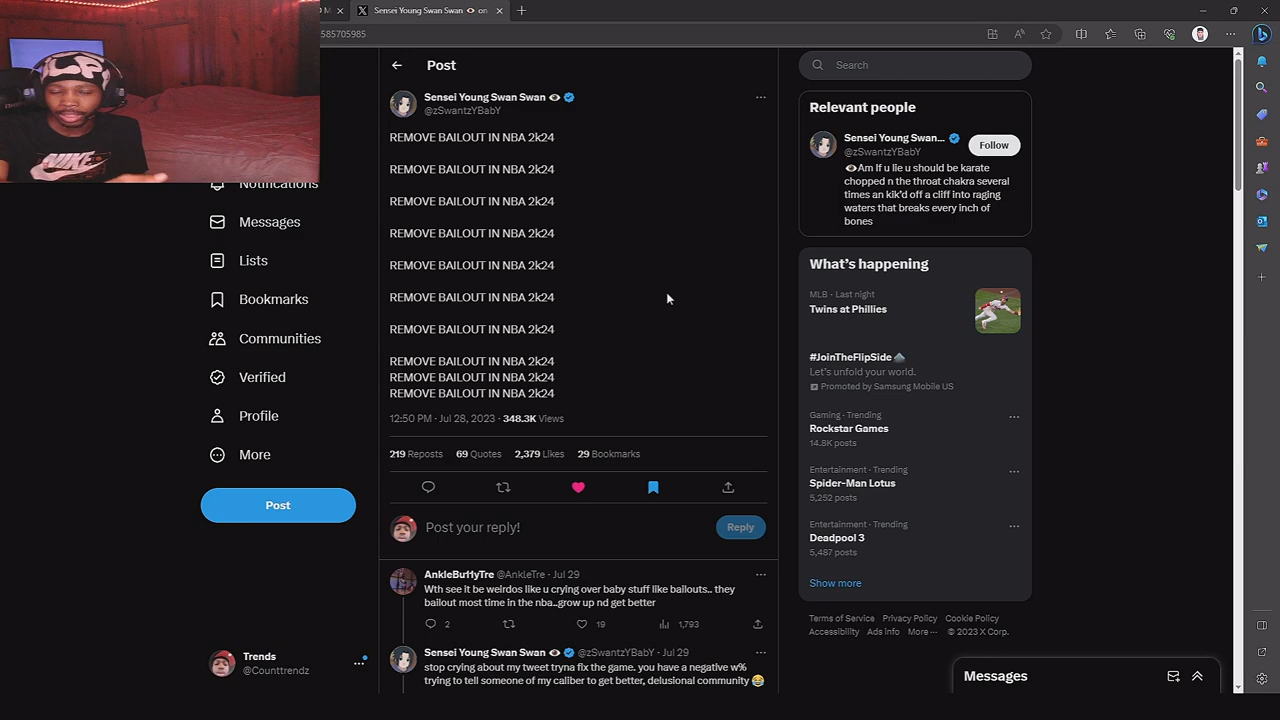 Sensei Young Swan Swan on
585705985
NIKE
Notifications
Messages
Lists
Bookmarks
Communities
Verified
Profile
More
Post
Trends
@Counttrendz
Post
Sensei Young Swan Swan
@zSwantzYBabY
REMOVE BAILOUT IN NBA 2k24
REMOVE BAILOUT IN NBA 2k24
REMOVE BAILOUT IN NBA 2k24
REMOVE BAILOUT IN NBA 2k24
REMOVE BAILOUT IN NBA 2k24
REMOVE BAILOUT IN NBA 2k24
REMOVE BAILOUT IN NBA 2k24
REMOVE BAILOUT IN NBA 2k24
REMOVE BAILOUT IN NBA 2k24
REMOVE BAILOUT IN NBA 2k24
12:50 PM · Jul 28, 2023 · 348.3K Views
219 Reposts 69 Quotes 2,379 Likes 29 Bookmarks
Post your reply!
Reply
AnkleBu11yTre @AnkleTre · Jul 29
Wth see it be weirdos like u crying over baby stuff like bailouts.. they
bailout most time in the nba..grow up nd get better
2 19 1,793
Sensei Young Swan Swan @zSwantzYBabY · Jul 29
stop crying about my tweet tryna fix the game. you have a negative w%
trying to tell someone of my caliber to get better, delusional community 😂
Search
Relevant people
Sensei Young Swan...
@zSwantzYBabY
Follow
Am If u lie u should be karate
chopped n the throat chakra several
times an kik'd off a cliff into raging
waters that breaks every inch of
bones
What's happening
MLB · Last night
Twins at Phillies
#JoinTheFlipSide
Let's unfold your world.
Promoted by Samsung Mobile US
Gaming · Trending
Rockstar Games
14.8K posts
Entertainment · Trending
Spider-Man Lotus
5,252 posts
Entertainment · Trending
Deadpool 3
5,487 posts
Show more
Terms of Service Privacy Policy Cookie Policy
Accessibility Ads info More ··· © 2023 X Corp.
Messages